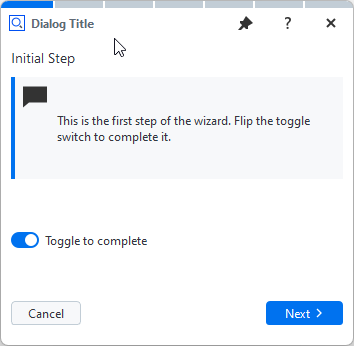 Dialog Title
?
Initial Step
This is the first step of the wizard. Flip the toggle
switch to complete it.
Toggle to complete
Cancel
Next